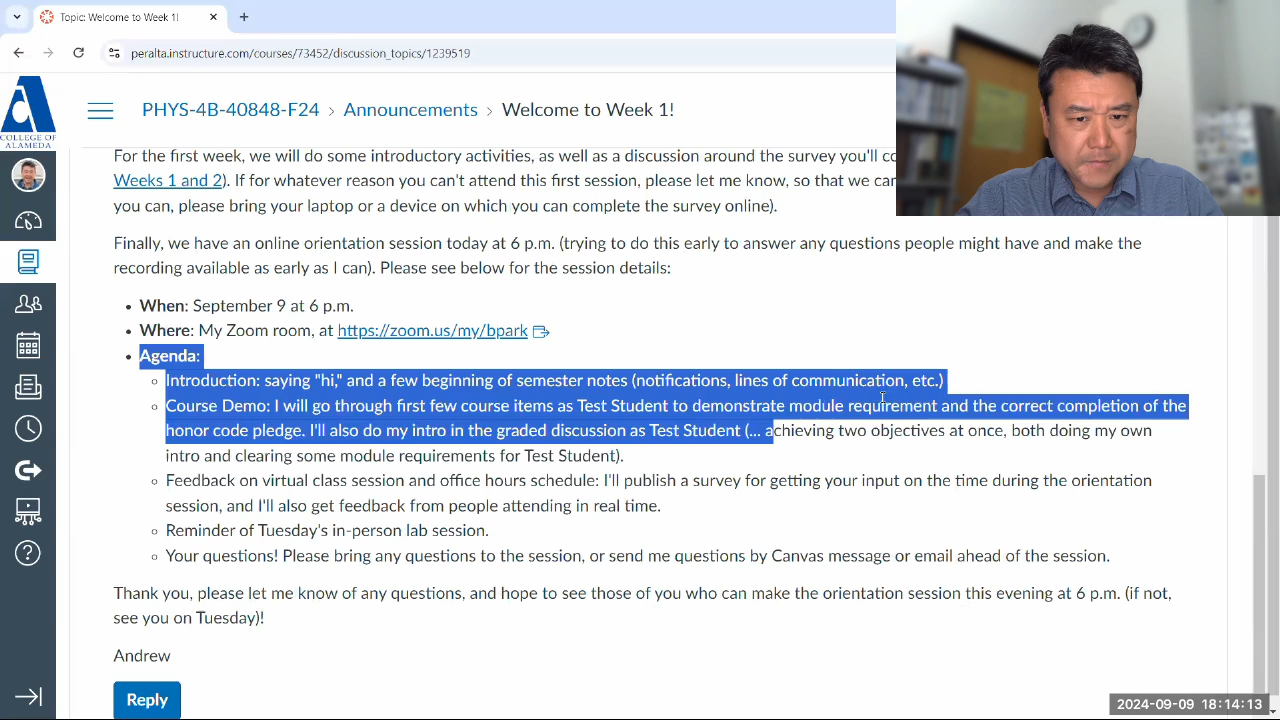 Topic: Welcome to Week 1!
peralta.instructure.com/courses/73452/discussion_topics/1239519
COLLEGE OF
ALAMEDA
PHYS-4B-40848-F24 › Announcements › Welcome to Week 1!
For the first week, we will do some introductory activities, as well as a discussion around the survey you'll co
Weeks 1 and 2). If for whatever reason you can't attend this first session, please let me know, so that we can
you can, please bring your laptop or a device on which you can complete the survey online).
Finally, we have an online orientation session today at 6 p.m. (trying to do this early to answer any questions people might have and make the
recording available as early as I can). Please see below for the session details:
• When: September 9 at 6 p.m.
• Where: My Zoom room, at https://zoom.us/my/bpark
• Agenda:
◦ Introduction: saying "hi," and a few beginning of semester notes (notifications, lines of communication, etc.)
◦ Course Demo: I will go through first few course items as Test Student to demonstrate module requirement and the correct completion of the
honor code pledge. I'll also do my intro in the graded discussion as Test Student (... achieving two objectives at once, both doing my own
intro and clearing some module requirements for Test Student).
◦ Feedback on virtual class session and office hours schedule: I'll publish a survey for getting your input on the time during the orientation
session, and I'll also get feedback from people attending in real time.
◦ Reminder of Tuesday's in-person lab session.
◦ Your questions! Please bring any questions to the session, or send me questions by Canvas message or email ahead of the session.
Thank you, please let me know of any questions, and hope to see those of you who can make the orientation session this evening at 6 p.m. (if not,
see you on Tuesday)!
Andrew
Reply
2024-09-09 18:14:13